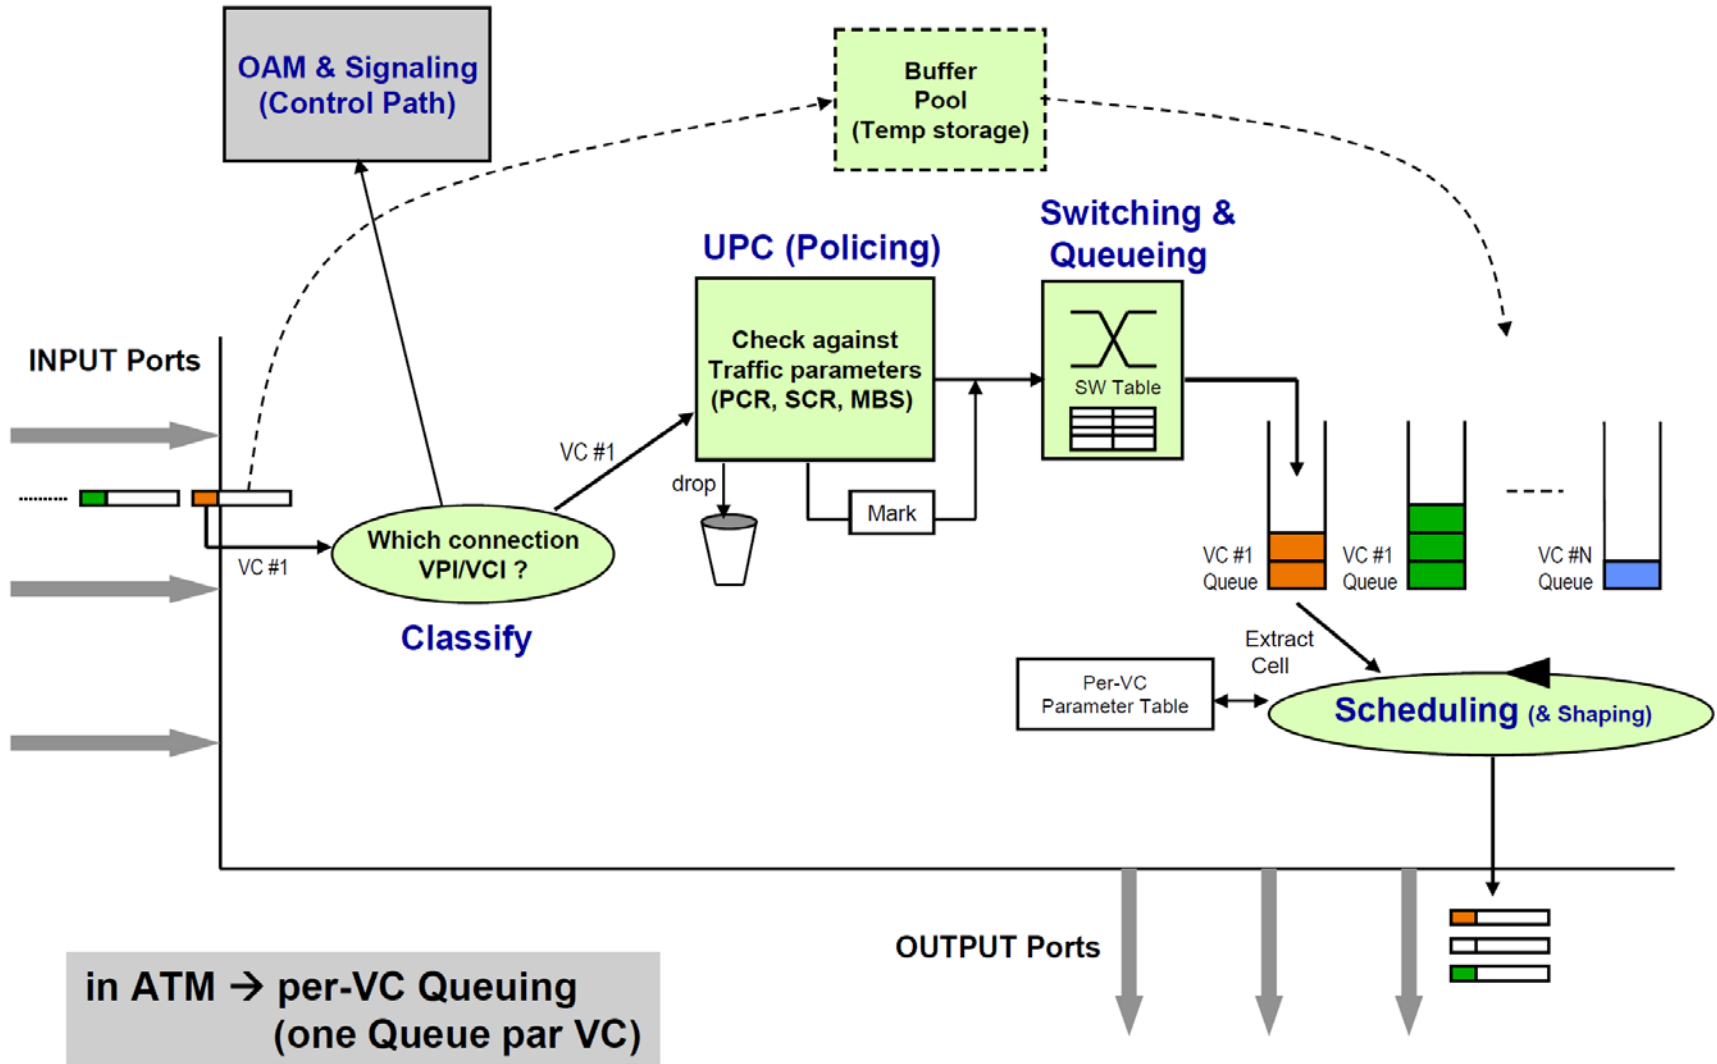 OAM & Signaling
(Control Path)
Buffer
Pool
(Temp storage)
Switching &
Queueing
UPC (Policing)
Check against
Traffic parameters
(PCR, SCR, MBS)
SW Table
INPUT Ports
VC #1
drop
Mark
Which connection
VPI/VCI ?
VC #1
Classify
VC #1
Queue
VC #1
Queue
VC #N
Queue
Extract
Cell
Per-VC
Parameter Table
Scheduling (& Shaping)
OUTPUT Ports
in ATM → per-VC Queuing
(one Queue par VC)